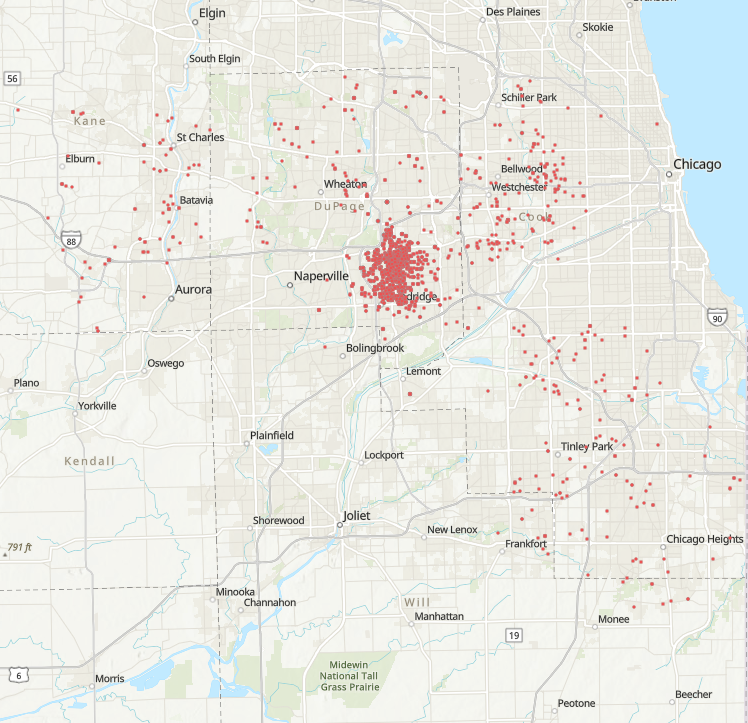 Elgin
Des Plaines
Skokie
South Elgin
56
Schiller Park
Kane
St Charles
Elburn
Bellwood
Chicago
Wheaton
Westchester
Batavia
DuPage
Cook
88
Naperville
Aurora
90
Bolingbrook
Oswego
Lemont
Plano
Yorkville
Plainfield
Tinley Park
Lockport
Kendall
Joliet
Shorewood
New Lenox
Chicago Heights
Frankfort
791 ft
Minooka
Channahon
Will
Manhattan
Monee
19
Midewin
National Tall
Grass Prairie
6
Morris
Beecher
Peotone